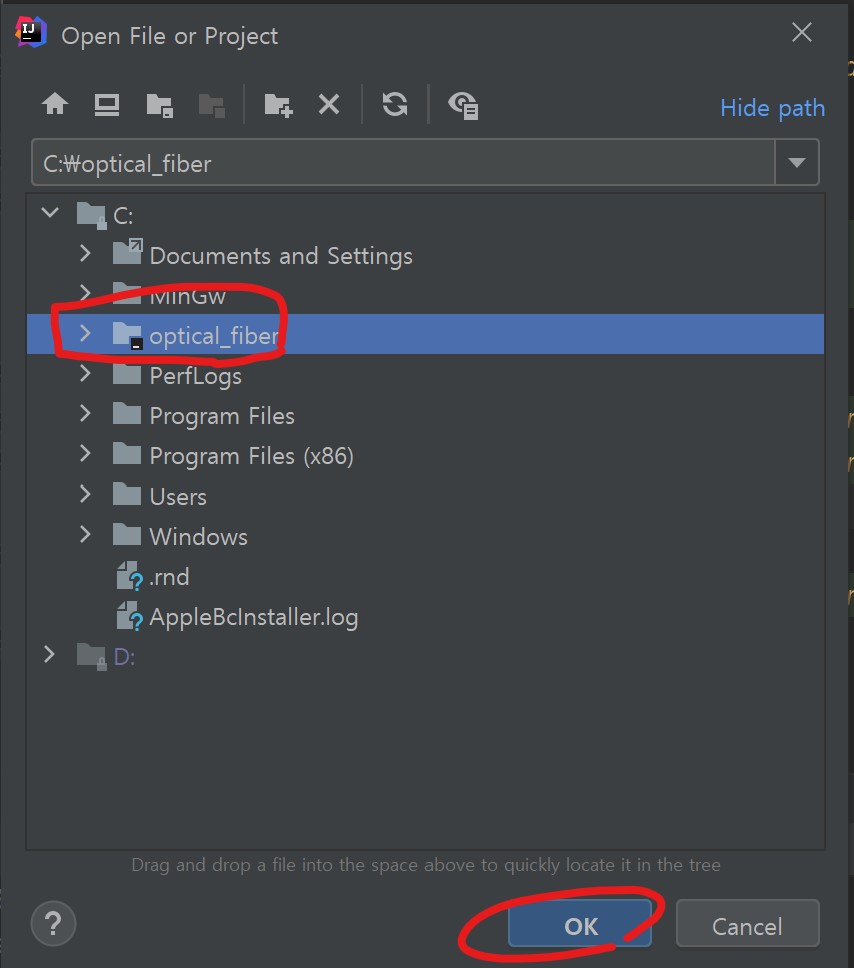 IJ
Open File or Project
Hide path
C:₩optical_fiber
C:
Documents and Settings
MinGw
optical_fiber
PerfLogs
Program Files
Program Files (x86)
Users
Windows
.rnd
AppleBcInstaller.log
D:
Drag and drop a file into the space above to quickly locate it in the tree
?
OK
Cancel